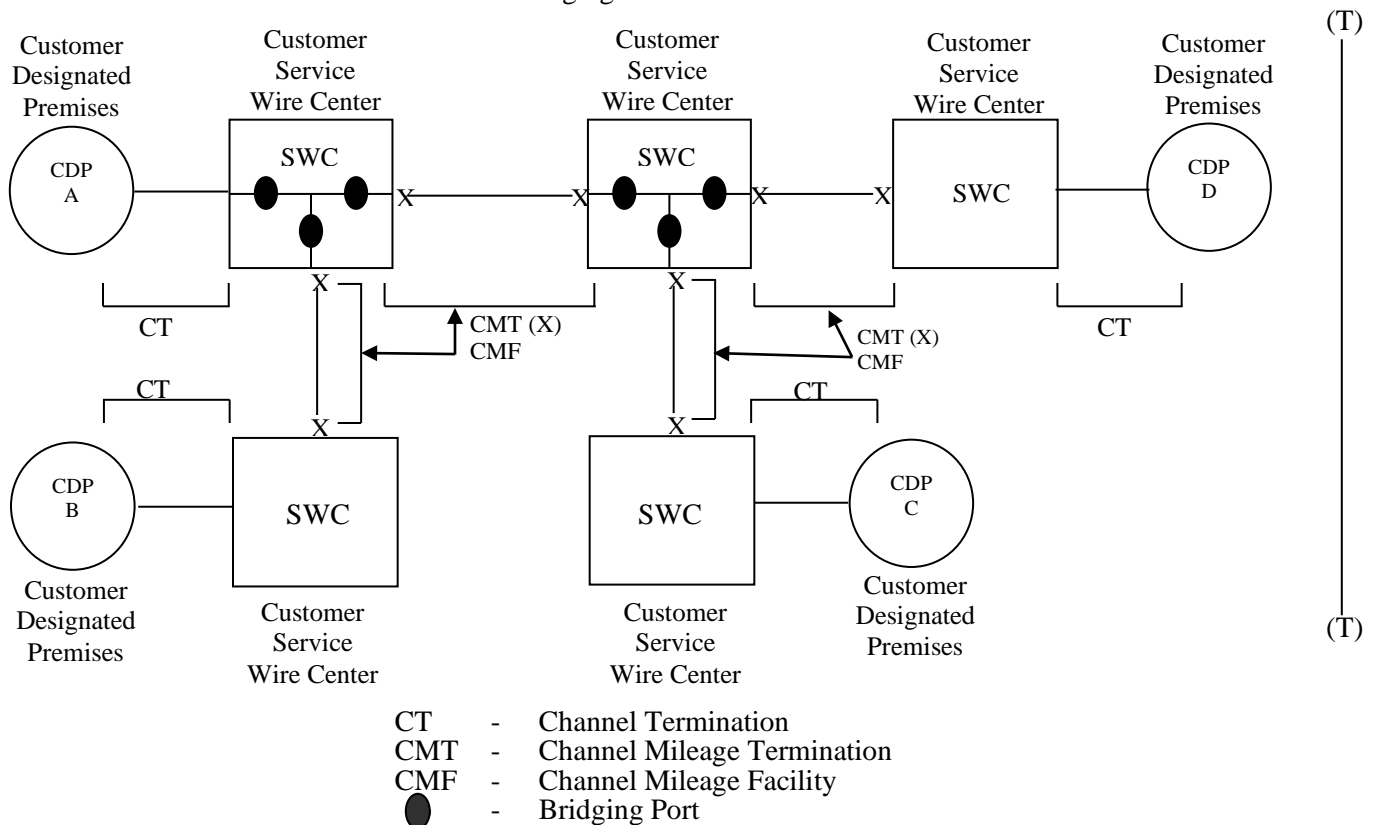 (T)
Customer
Designated
Premises
Customer
Service
Wire Center
Customer
Service
Wire Center
Customer
Service
Wire Center
Customer
Designated
Premises
CDP
A
SWC
X
X
SWC
X
X
SWC
CDP
D
X
X
CT
CMT (X)
CMF
CMT (X)
CMF
CT
CT
CT
X
X
CDP
B
SWC
SWC
CDP
C
Customer
Designated
Premises
Customer
Service
Wire Center
Customer
Service
Wire Center
Customer
Designated
Premises
(T)
CT - Channel Termination
CMT - Channel Mileage Termination
CMF - Channel Mileage Facility
- Bridging Port